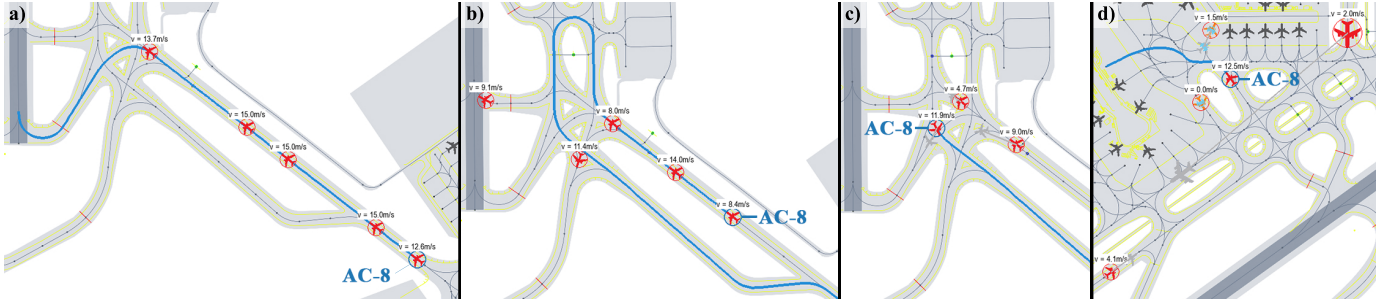 a)
v = 13.7m/s
v = 15.0m/s
v = 15.0m/s
v = 15.0m/s
v = 12.6m/s
AC-8
b)
v = 9.1m/s
v = 8.0m/s
v = 11.4m/s
v = 14.0m/s
v = 8.4m/s
AC-8
c)
v = 4.7m/s
v = 11.9m/s
AC-8
v = 9.0m/s
d)
v = 1.5m/s
v = 2.0m/s
v = 12.5m/s
AC-8
v = 0.0m/s
v = 4.1m/s